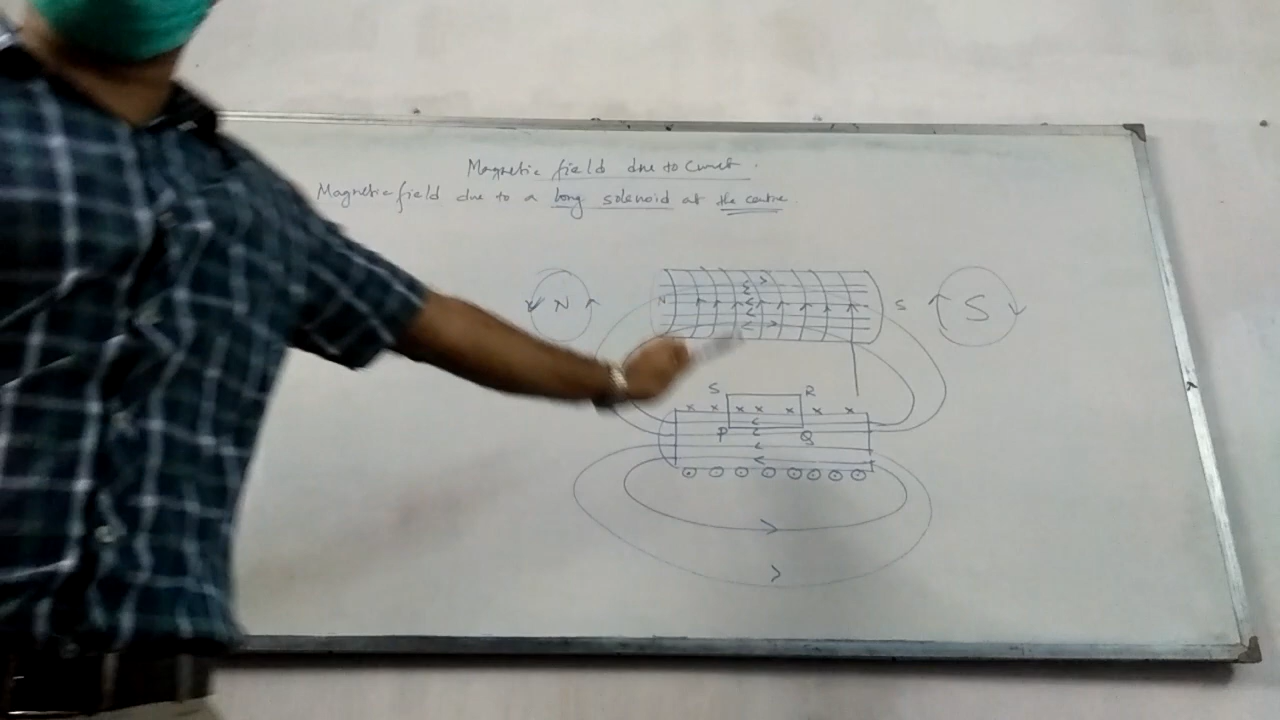 Magnetic field due to Current.
Magnetic field due to a long solenoid at the centre.
N
N
S
S
S
R
P
Q